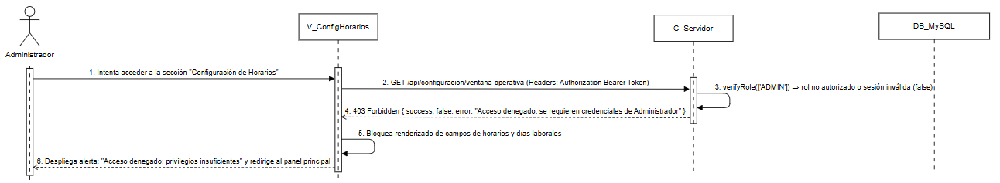 V_ConfigHorarios
C_Servidor
DB_MySQL
Administrador
1. Intenta acceder a la sección "Configuración de Horarios"
2. GET /api/configuracion/ventana-operativa (Headers: Authorization Bearer Token)
3. verifyRole(['ADMIN']) → rol no autorizado o sesión inválida (false)
4. 403 Forbidden { success: false, error: "Acceso denegado: se requieren credenciales de Administrador" }
5. Bloquea renderizado de campos de horarios y días laborales
6. Despliega alerta: "Acceso denegado: privilegios insuficientes" y redirige al panel principal